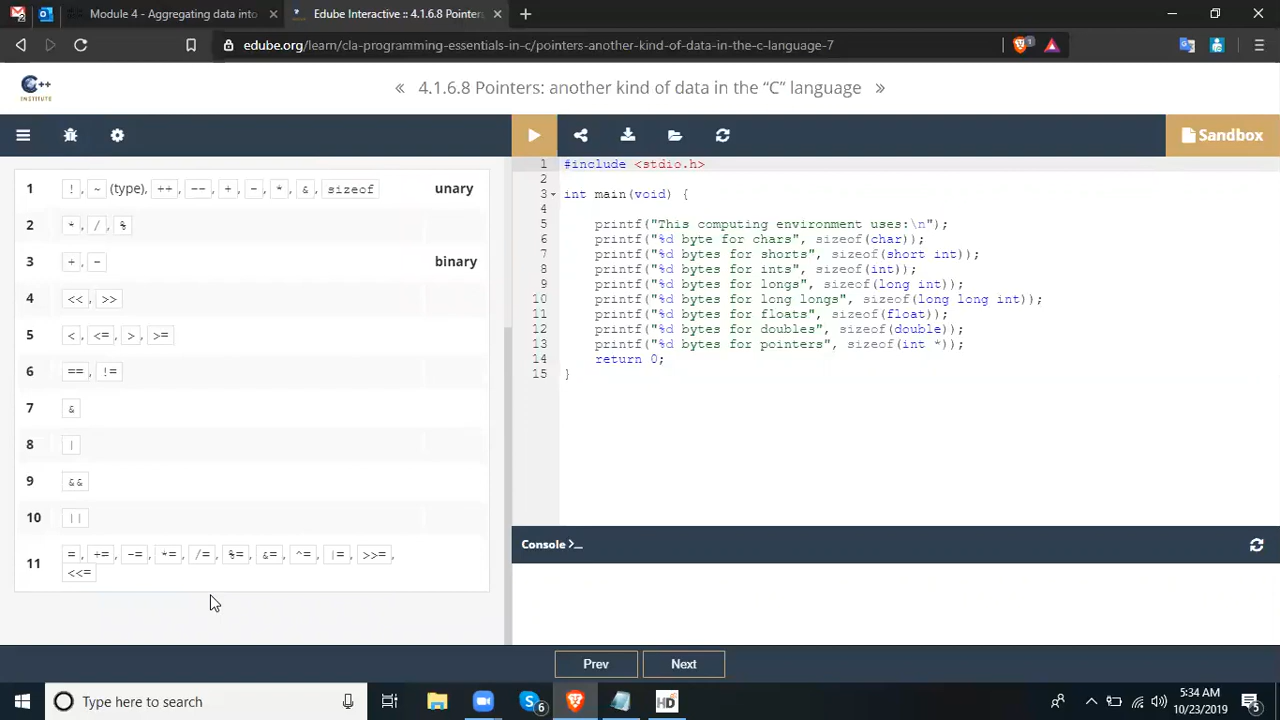 Module 4 - Aggregating data into
Edube Interactive :: 4.1.6.8 Pointer
edube.org/learn/cla-programming-essentials-in-c/pointers-another-kind-of-data-in-the-c-language-7
C++
INSTITUTE
« 4.1.6.8 Pointers: another kind of data in the “C” language »
Sandbox
1 !, ~ (type), ++, --, +, -, *, &, sizeof unary
2 *, /, %
3 +, - binary
4 <<, >>
5 <, <=, >, >=
6 ==, !=
7 &
8 |
9 &&
10 ||
11 =, +=, -=, *=, /=, %=, &=, ^=, |=, >>=,
<<=
1 #include <stdio.h>
2
3 int main(void) {
4
5 printf("This computing environment uses:\n");
6 printf("%d byte for chars", sizeof(char));
7 printf("%d bytes for shorts", sizeof(short int));
8 printf("%d bytes for ints", sizeof(int));
9 printf("%d bytes for longs", sizeof(long int));
10 printf("%d bytes for long longs", sizeof(long long int));
11 printf("%d bytes for floats", sizeof(float));
12 printf("%d bytes for doubles", sizeof(double));
13 printf("%d bytes for pointers", sizeof(int *));
14 return 0;
15 }
Console >_
Prev Next
Type here to search
6
HD
5:34 AM
10/23/2019
5